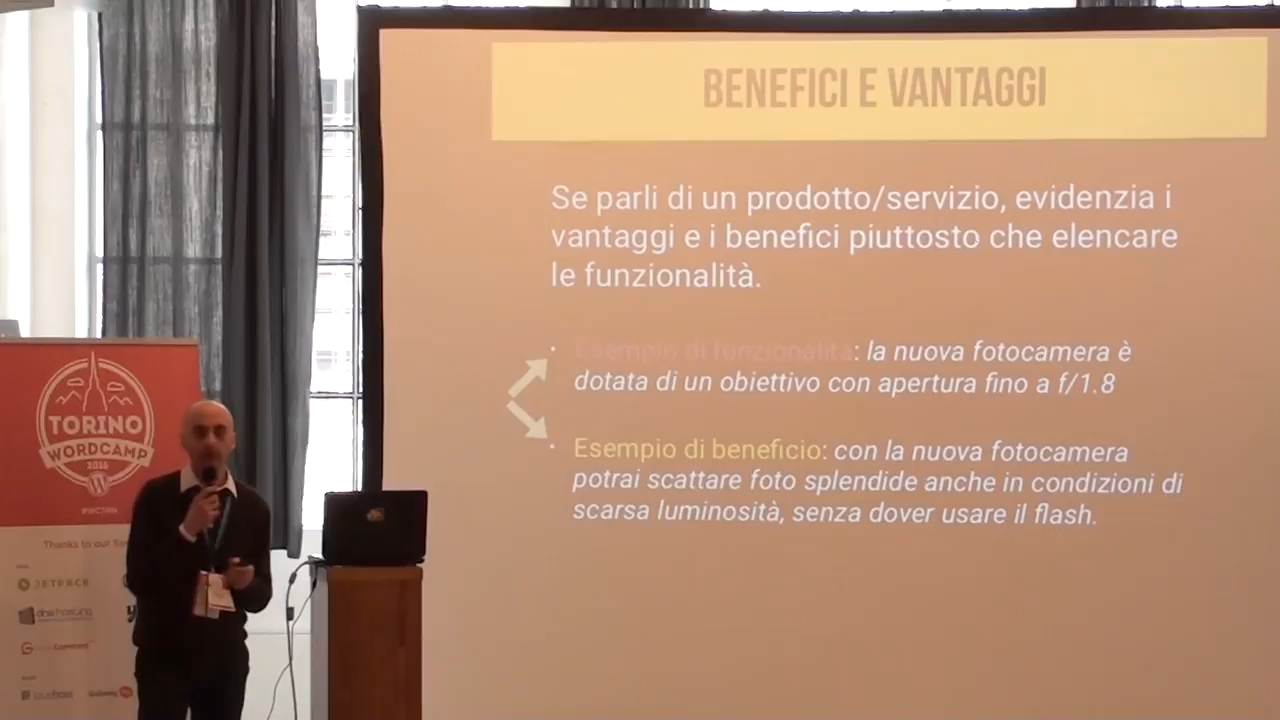 BENEFICI E VANTAGGI
Se parli di un prodotto/servizio, evidenzia i
vantaggi e i benefici piuttosto che elencare
le funzionalità.
Esempio di funzionalità: la nuova fotocamera è
dotata di un obiettivo con apertura fino a f/1.8
Esempio di beneficio: con la nuova fotocamera
potrai scattare foto splendide anche in condizioni di
scarsa luminosità, senza dover usare il flash.
TORINO
WORDCAMP
2016
#WCTRN
Thanks to our
JETPACK
dhosting
bluehost